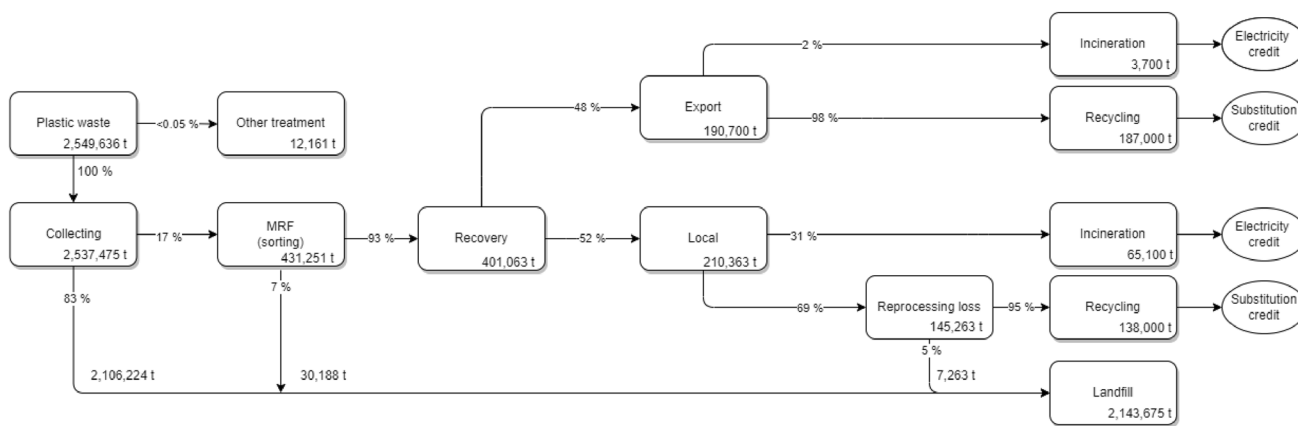 2 %
Incineration
3,700 t
Electricity
credit
Plastic waste
2,549,636 t
<0.05 %
Other treatment
12,161 t
48 %
Export
190,700 t
98 %
Recycling
187,000 t
Substitution
credit
100 %
Collecting
2,537,475 t
17 %
MRF
(sorting)
431,251 t
93 %
Recovery
401,063 t
52 %
Local
210,363 t
31 %
Incineration
65,100 t
Electricity
credit
83 %
7 %
69 %
Reprocessing loss
145,263 t
95 %
Recycling
138,000 t
Substitution
credit
5 %
2,106,224 t
30,188 t
7,263 t
Landfill
2,143,675 t